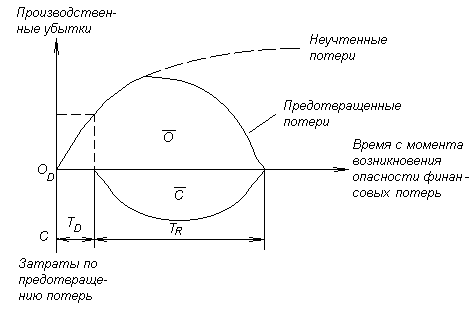 Производствен-
ные убытки
Неучтенные
потери
Предотвращенные
потери
O
Время с момента
возникновения
опасности финан-
совых потерь
O_D
C
C
T_D
T_R
Затраты по
предотвраще-
нию потерь